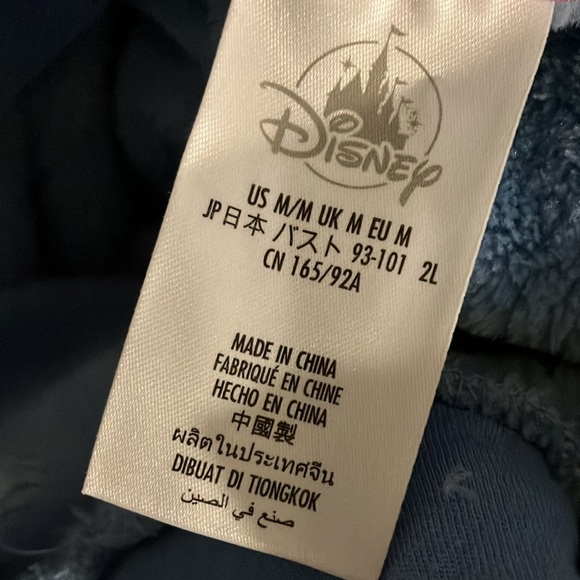 Disney
US M/M UK M EU M
JP 日本 バスト 93-101 2L
CN 165/92A
MADE IN CHINA
FABRIQUÉ EN CHINE
HECHO EN CHINA
中國製
ผลิตในประเทศจีน
DIBUAT DI TIONGKOK
صنع في الصين